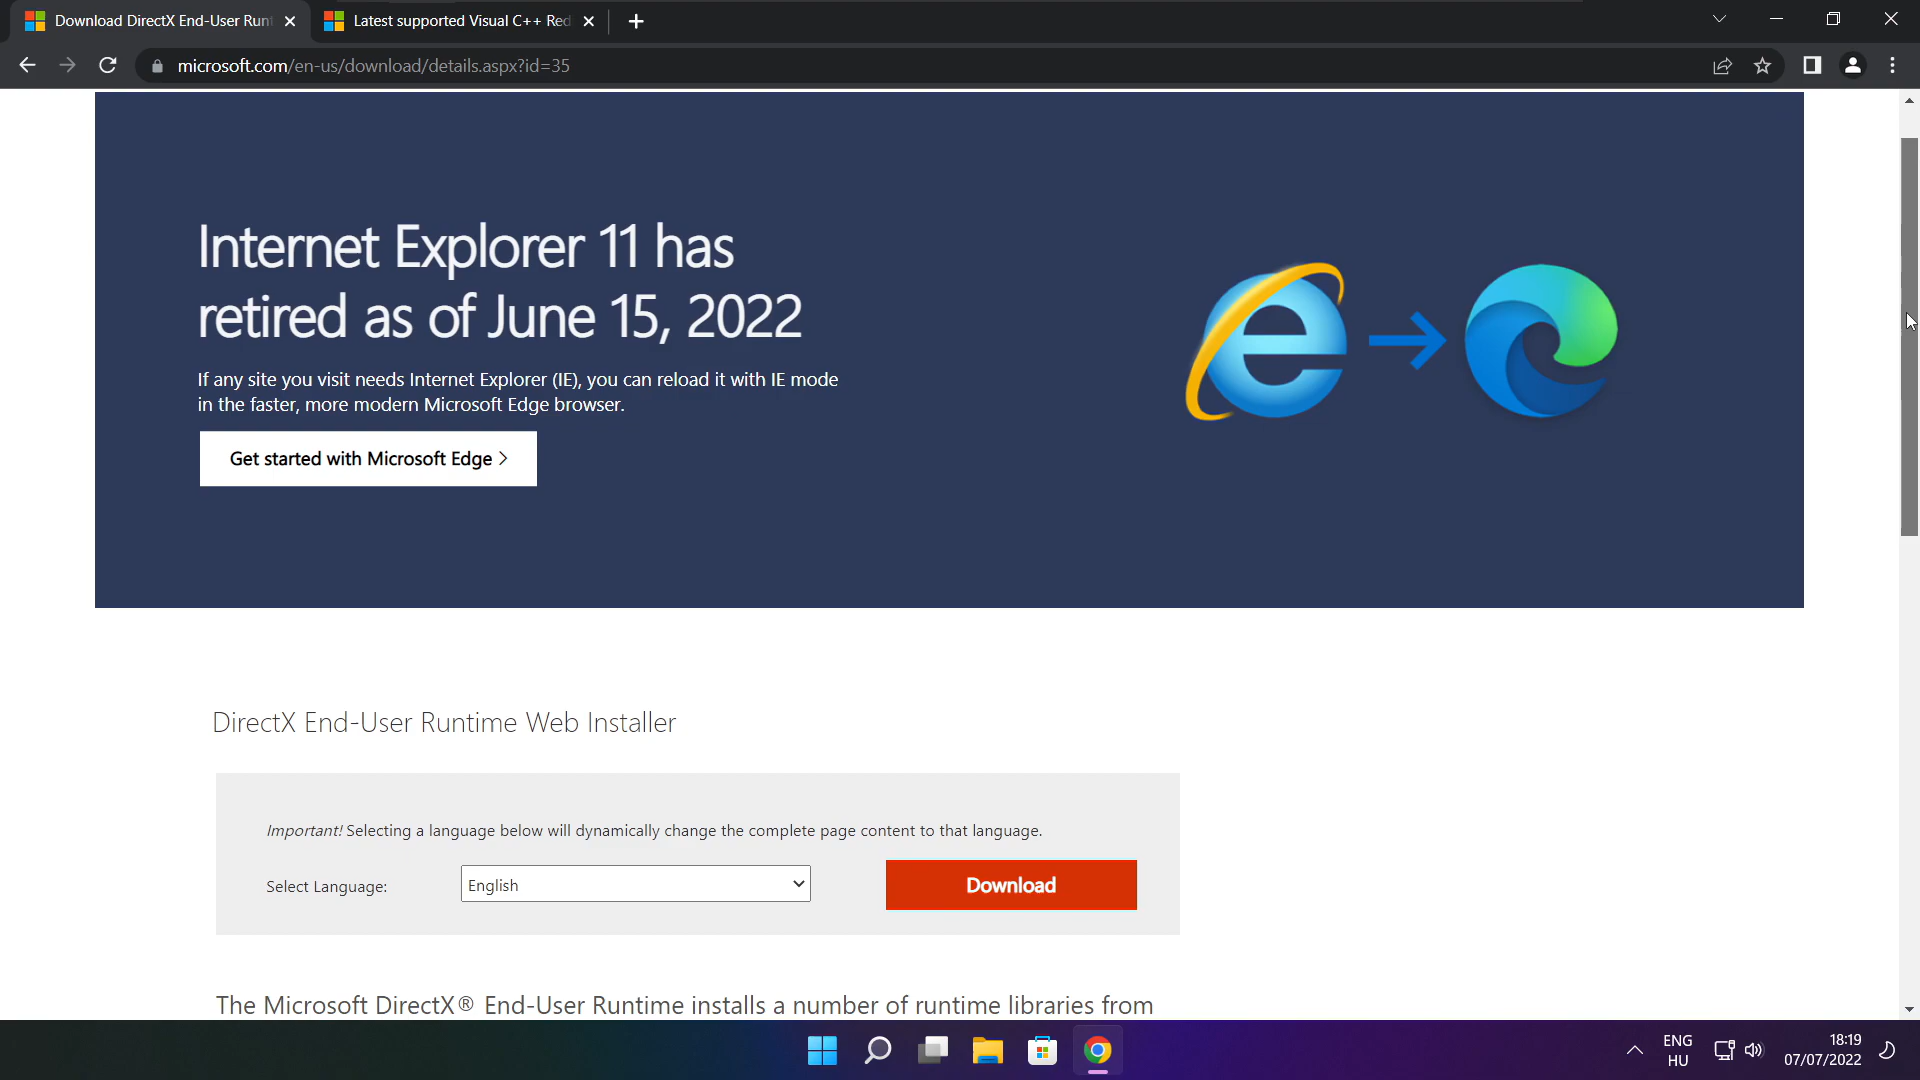 Download DirectX End-User Runt
Latest supported Visual C++ Red
microsoft.com/en-us/download/details.aspx?id=35
Internet Explorer 11 has
retired as of June 15, 2022
If any site you visit needs Internet Explorer (IE), you can reload it with IE mode
in the faster, more modern Microsoft Edge browser.
Get started with Microsoft Edge >
DirectX End-User Runtime Web Installer
Important! Selecting a language below will dynamically change the complete page content to that language.
Select Language:
English
Download
The Microsoft DirectX® End-User Runtime installs a number of runtime libraries from
ENG
HU
18:19
07/07/2022